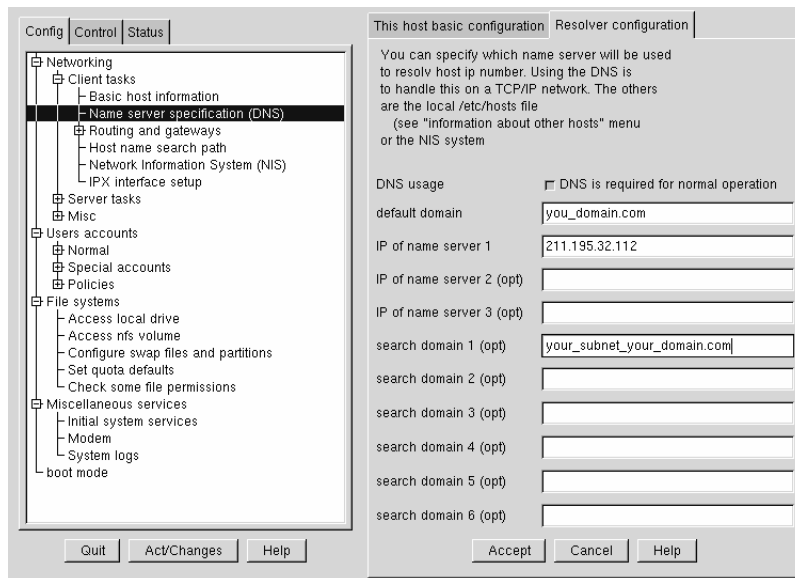 Config Control Status
Networking
Client tasks
Basic host information
Name server specification (DNS)
Routing and gateways
Host name search path
Network Information System (NIS)
IPX interface setup
Server tasks
Misc
Users accounts
Normal
Special accounts
Policies
File systems
Access local drive
Access nfs volume
Configure swap files and partitions
Set quota defaults
Check some file permissions
Miscellaneous services
Initial system services
Modem
System logs
boot mode
Quit Act/Changes Help
This host basic configuration Resolver configuration
You can specify which name server will be used
to resolv host ip number. Using the DNS is
to handle this on a TCP/IP network. The others
are the local /etc/hosts file
(see "information about other hosts" menu
or the NIS system
DNS usage DNS is required for normal operation
default domain you_domain.com
IP of name server 1 211.195.32.112
IP of name server 2 (opt)
IP of name server 3 (opt)
search domain 1 (opt) your_subnet_your_domain.com
search domain 2 (opt)
search domain 3 (opt)
search domain 4 (opt)
search domain 5 (opt)
search domain 6 (opt)
Accept Cancel Help